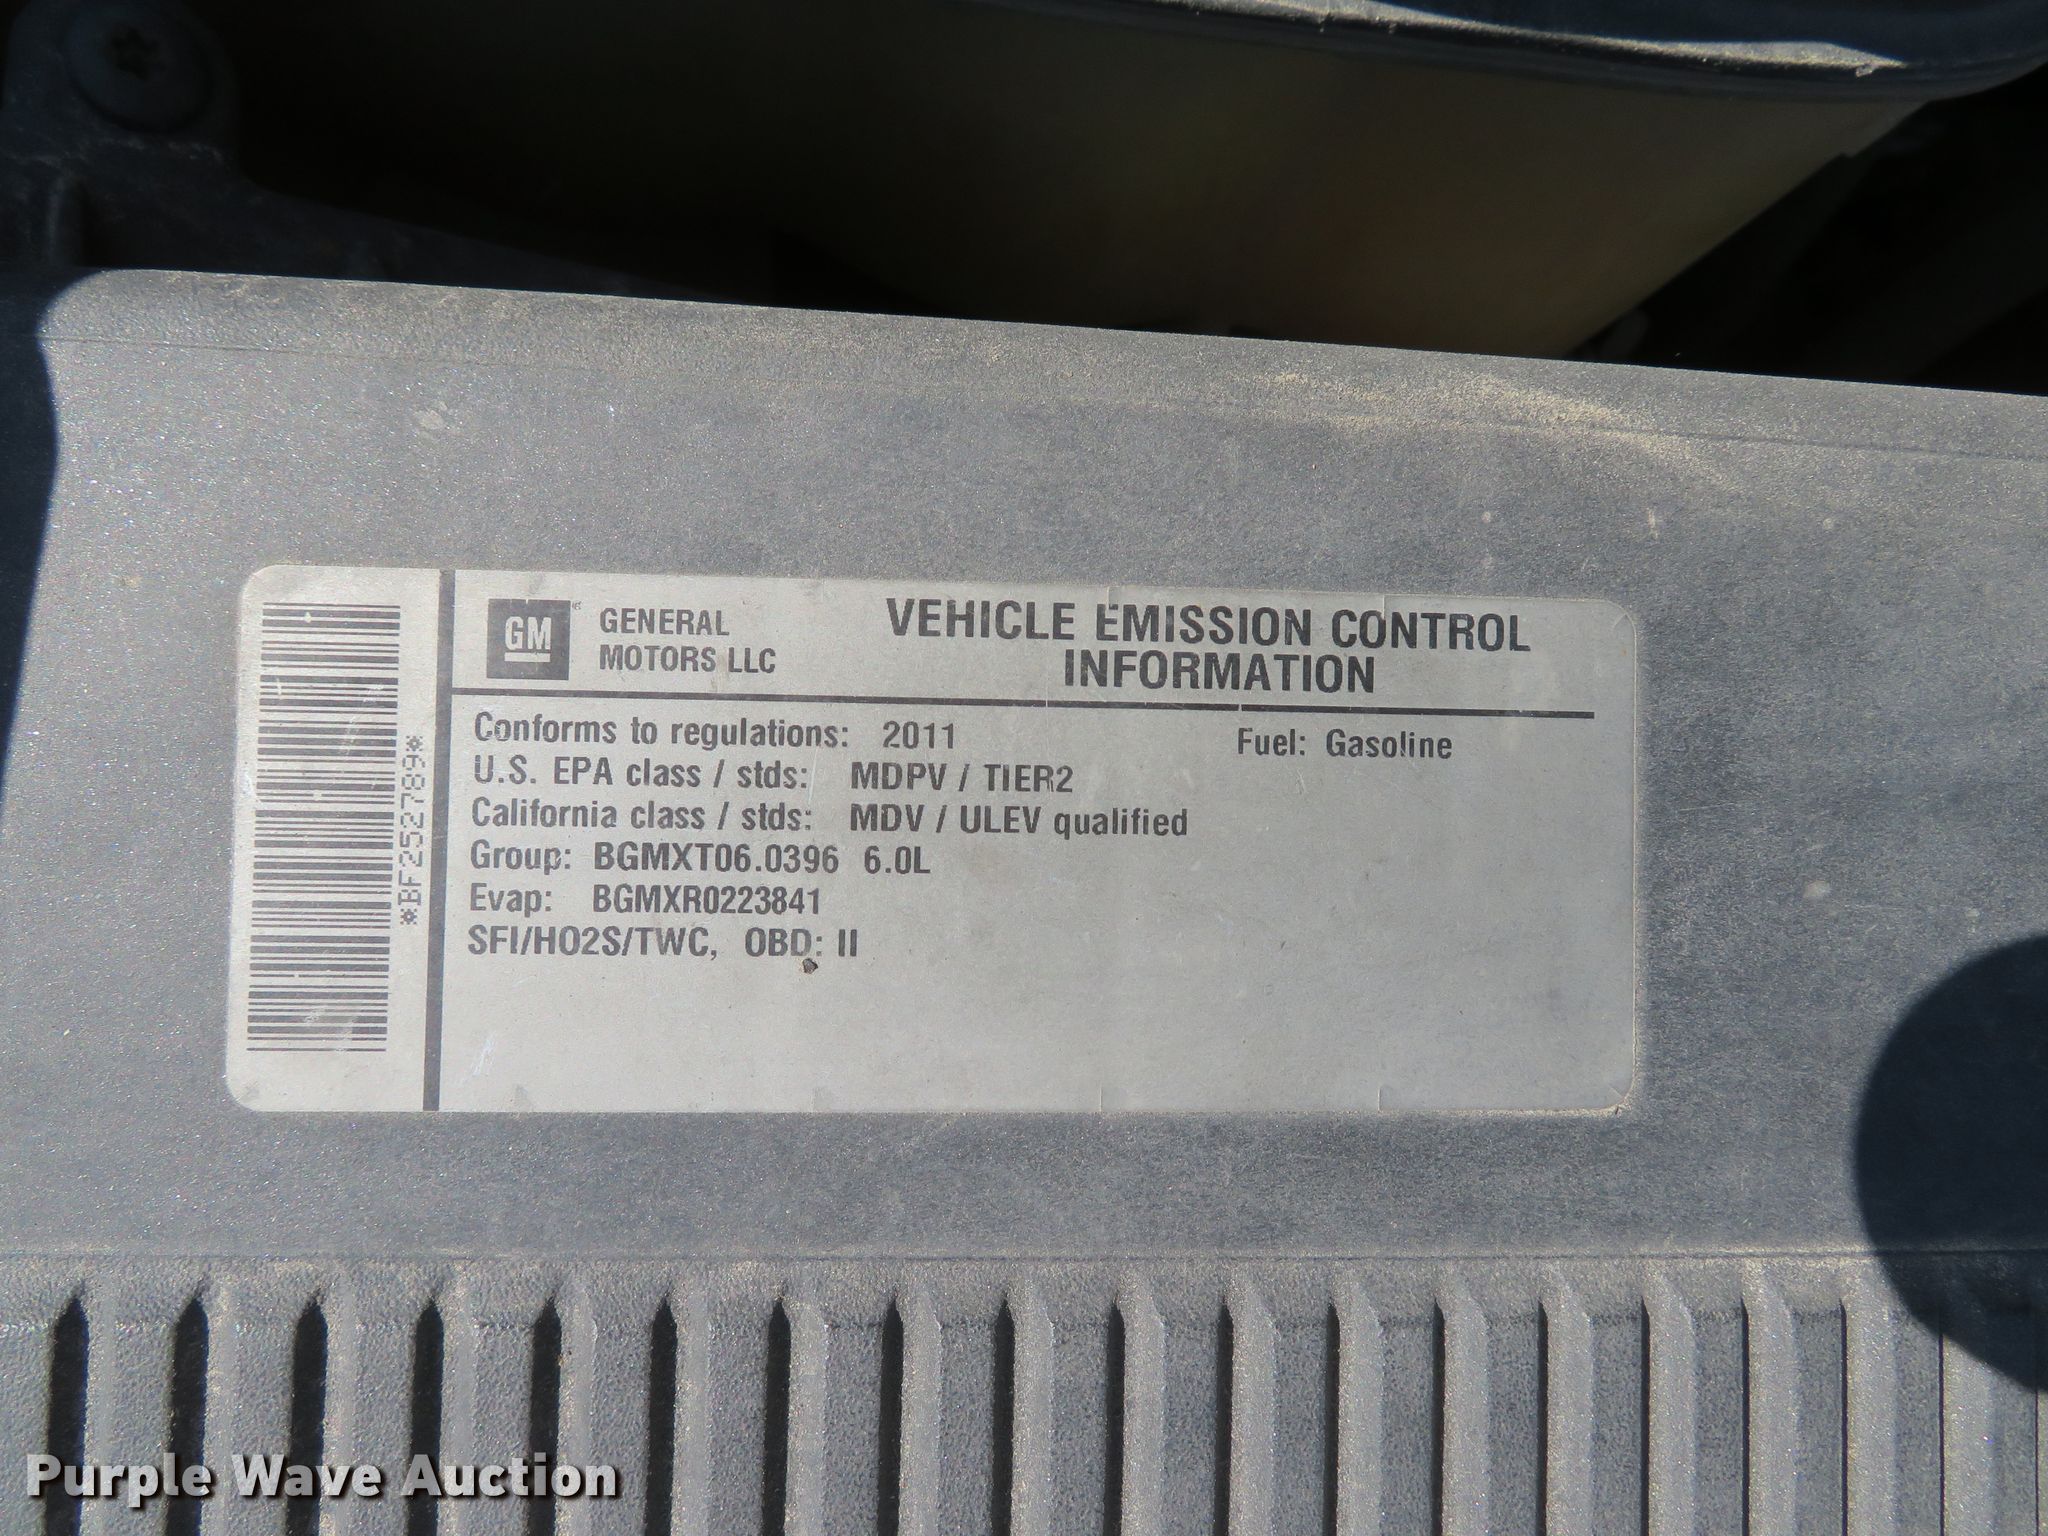 GM
GENERAL
MOTORS LLC
VEHICLE EMISSION CONTROL
INFORMATION
Conforms to regulations: 2011 Fuel: Gasoline
U.S. EPA class / stds: MDPV / TIER2
California class / stds: MDV / ULEV qualified
Group: BGMXT06.0396 6.0L
Evap: BGMXR0223841
SFI/HO2S/TWC, OBD: II
*BF252789*
Purple Wave Auction